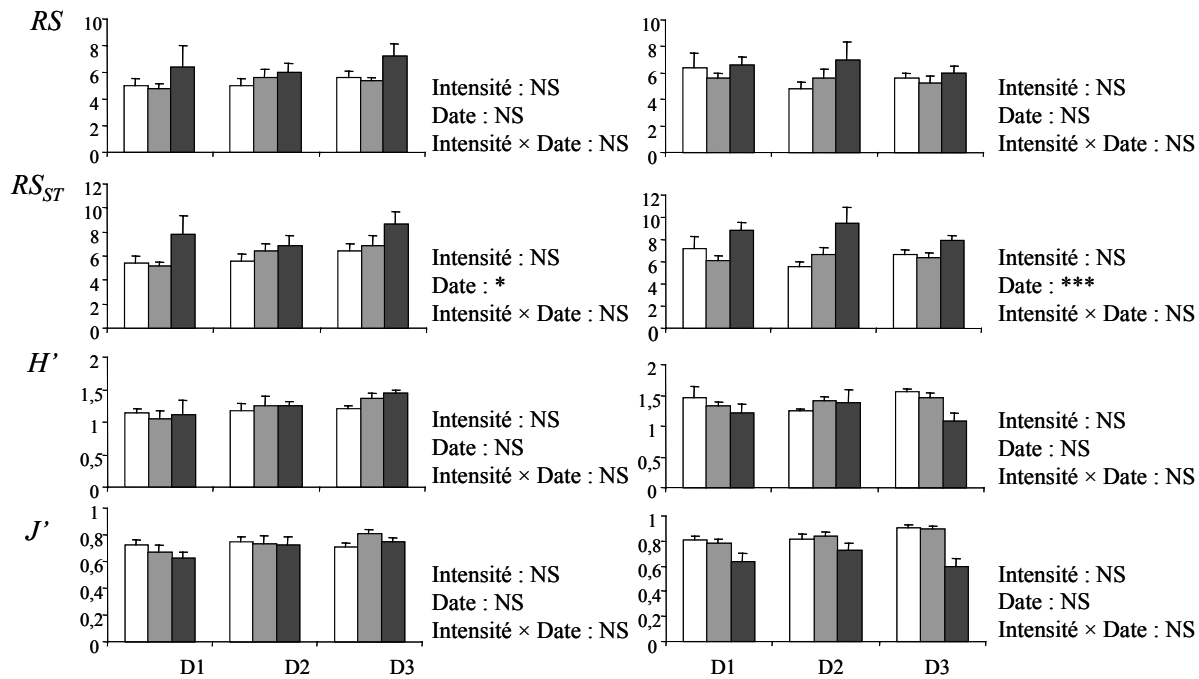 RS
10
8
6
4
2
0
Intensité : NS
Date : NS
Intensité × Date : NS
10
8
6
4
2
0
Intensité : NS
Date : NS
Intensité × Date : NS
RS_ST
12
10
8
6
4
2
0
Intensité : NS
Date : *
Intensité × Date : NS
12
10
8
6
4
2
0
Intensité : NS
Date : ***
Intensité × Date : NS
H’
2
1,5
1
0,5
0
Intensité : NS
Date : NS
Intensité × Date : NS
2
1,5
1
0,5
0
Intensité : NS
Date : NS
Intensité × Date : NS
J’
1
0,8
0,6
0,4
0,2
0
Intensité : NS
Date : NS
Intensité × Date : NS
1
0,8
0,6
0,4
0,2
0
Intensité : NS
Date : NS
Intensité × Date : NS
D1 D2 D3
D1 D2 D3